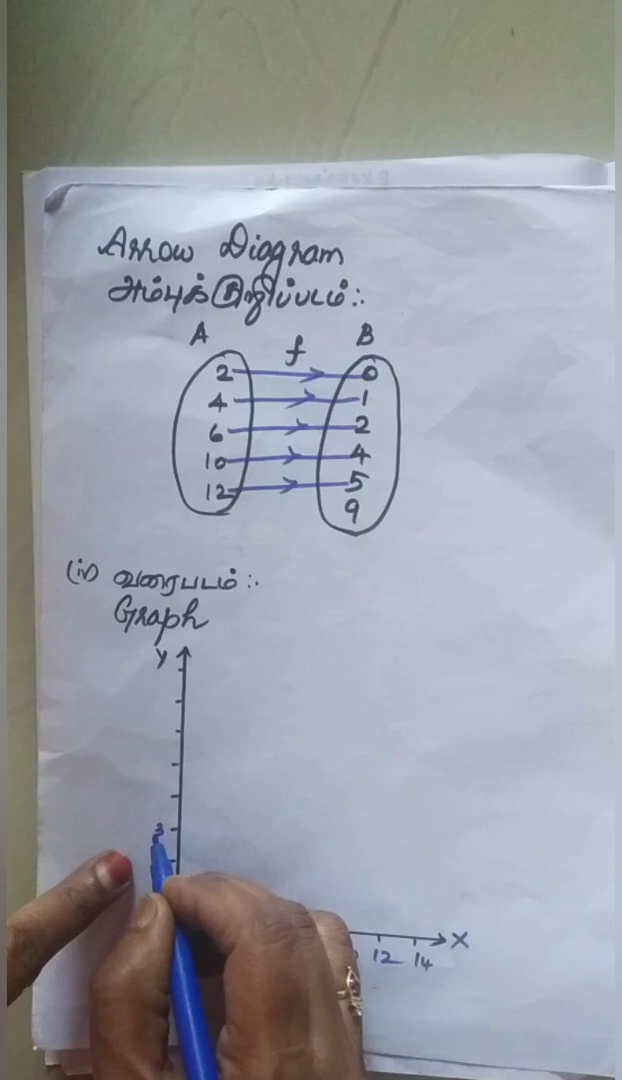 Arrow Diagram
அம்புக்குறிப்படம்:.
A f B
2 0
4 1
6 2
10 4
12 5
9
(iv) வரைபடம்:.
Graph
y
3
12 14 X